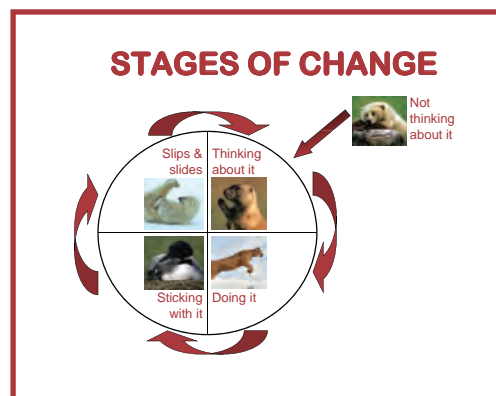 STAGES OF CHANGE
Not
thinking
about it
Slips &
slides
Thinking
about it
Sticking
with it
Doing it